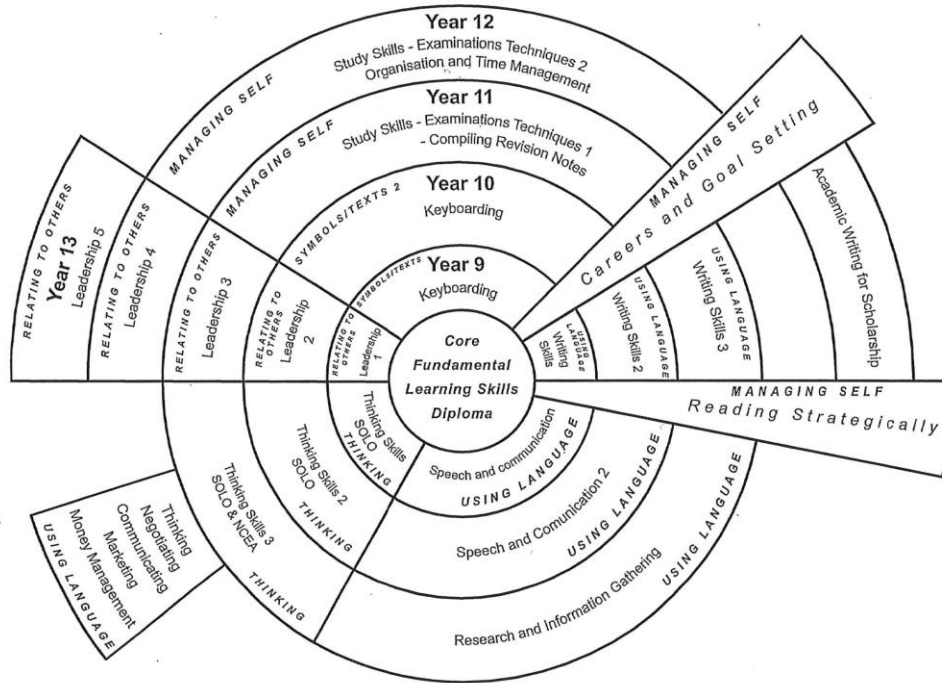 Year 12
Study Skills - Examinations Techniques 2
Organisation and Time Management
MANAGING SELF
Year 11
Study Skills - Examinations Techniques 1
- Compiling Revision Notes
MANAGING SELF
Year 10
Keyboarding
SYMBOLS/TEXTS 2
Year 9
Keyboarding
SYMBOLS/TEXTS
MANAGING SELF
Careers and Goal Setting
RELATING TO OTHERS
Year 13
Leadership 5
RELATING TO OTHERS
Leadership 4
RELATING TO OTHERS
Leadership 3
RELATING TO
OTHERS
Leadership
2
RELATING TO
OTHERS
Leadership
1
Core
Fundamental
Learning Skills
Diploma
Writing
Skills
USING
LANGUAGE
Writing Skills 2
USING LANGUAGE
Writing Skills 3
USING LANGUAGE
Academic Writing for Scholarship
MANAGING SELF
Reading Strategically
Thinking Skills
SOLO
THINKING
Thinking Skills 2
SOLO
THINKING
Thinking Skills 3
SOLO & NCEA
THINKING
Speech and communication
USING LANGUAGE
Speech and Comunication 2
USING LANGUAGE
Research and Information Gathering
USING LANGUAGE
Thinking
Negotiating
Communicating
Marketing
Money Management
USING LANGUAGE